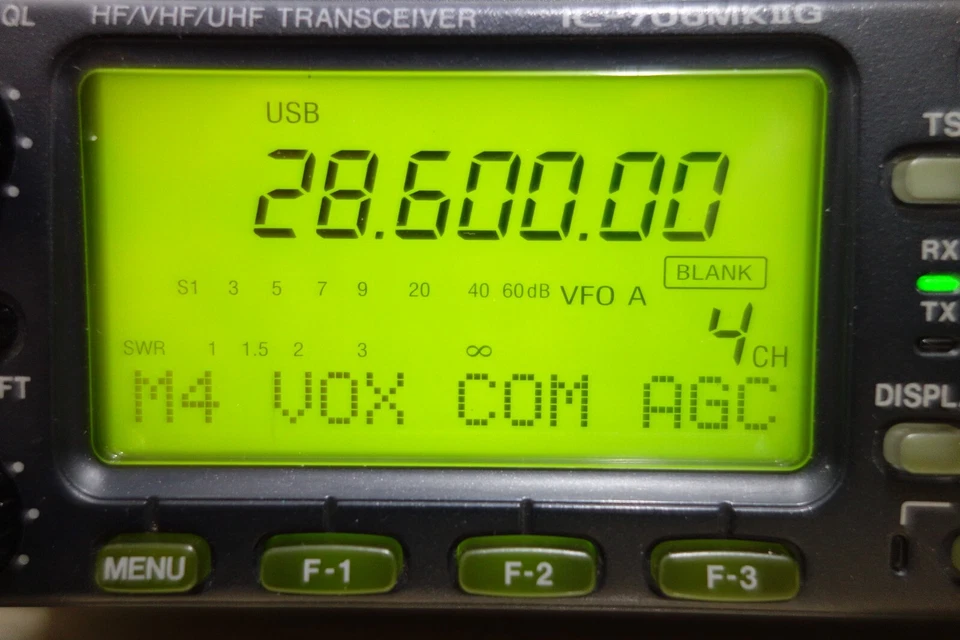 QL HF/VHF/UHF TRANSCEIVER IC-706MKIIG
USB
28.600.00
TS
BLANK
RX
S1 3 5 7 9 20 40 60dB VFO A
TX
4CH
SWR 1 1.5 2 3 ∞
M4 VOX COM AGC
FT
DISPL
MENU F-1 F-2 F-3